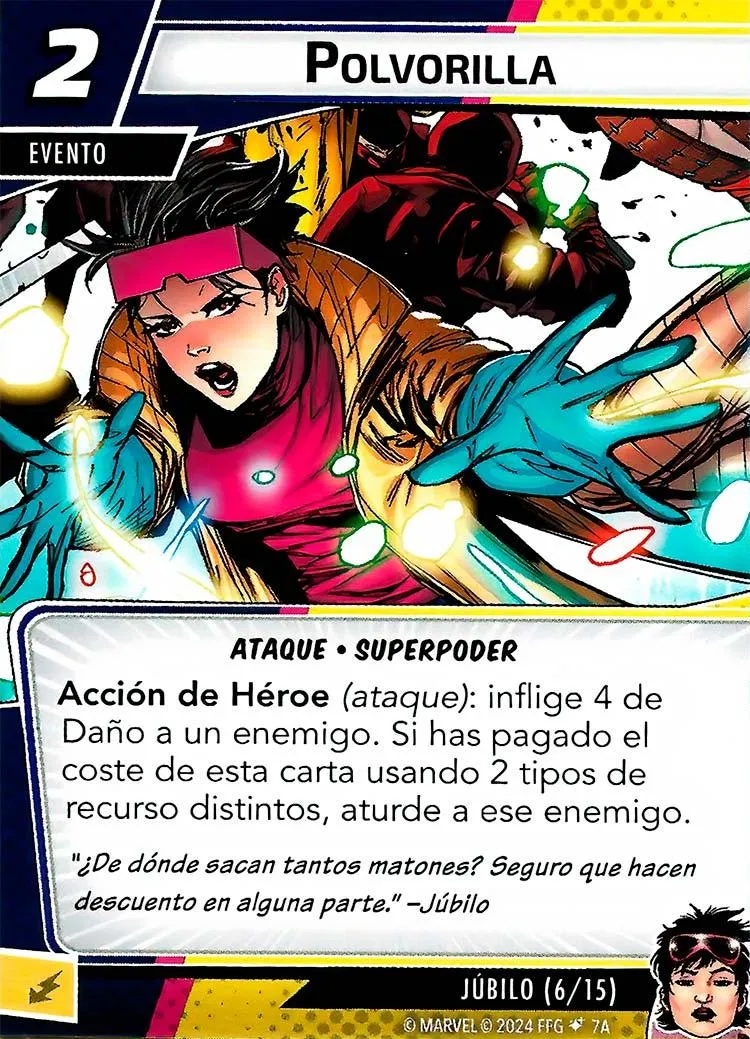 2
POLVORILLA
EVENTO
ATAQUE • SUPERPODER
Acción de Héroe (ataque): inflige 4 de
Daño a un enemigo. Si has pagado el
coste de esta carta usando 2 tipos de
recurso distintos, aturde a ese enemigo.
"¿De dónde sacan tantos matones? Seguro que hacen
descuento en alguna parte." –Júbilo
JÚBILO (6/15)
© MARVEL © 2024 FFG 7A